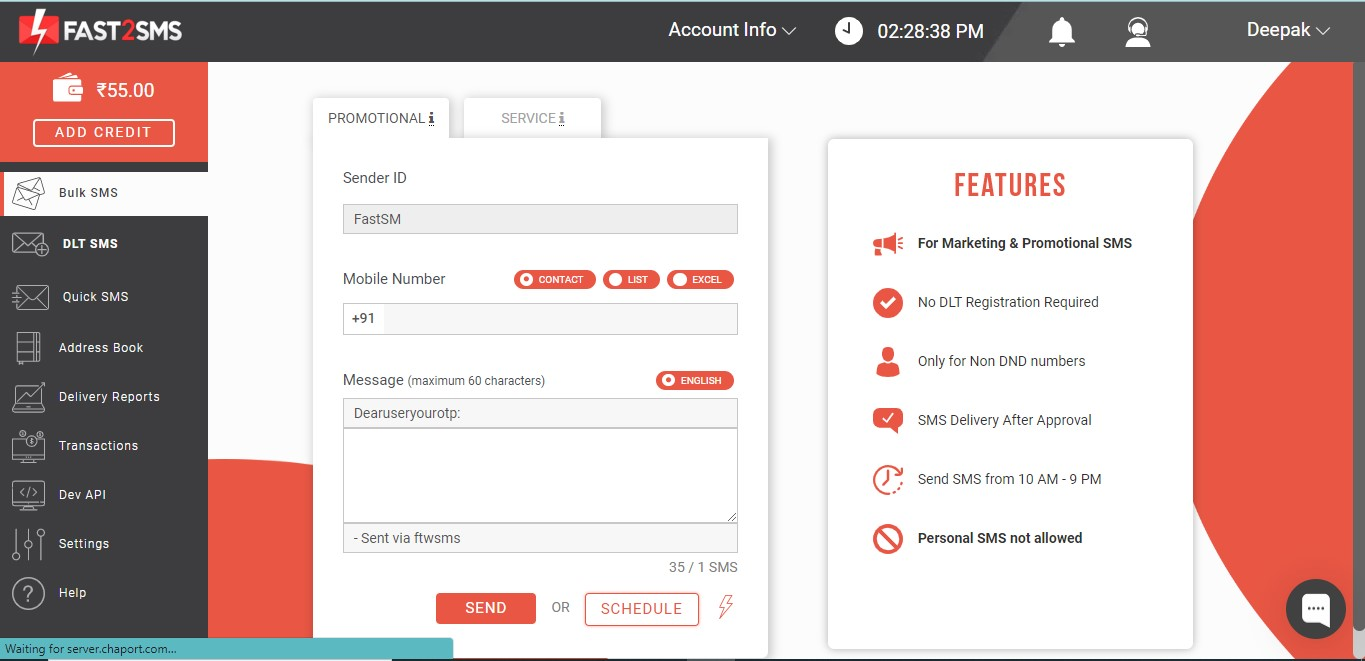 FAST2SMS
Account Info
02:28:38 PM
Deepak
₹55.00
ADD CREDIT
Bulk SMS
DLT SMS
Quick SMS
Address Book
Delivery Reports
Transactions
Dev API
Settings
? Help
PROMOTIONAL i
SERVICE i
Sender ID
FastSM
Mobile Number
CONTACT
LIST
EXCEL
+91
Message (maximum 60 characters)
ENGLISH
Dearuseryourotp:
- Sent via ftwsms
35 / 1 SMS
SEND
OR
SCHEDULE
FEATURES
For Marketing & Promotional SMS
No DLT Registration Required
Only for Non DND numbers
SMS Delivery After Approval
Send SMS from 10 AM - 9 PM
Personal SMS not allowed
Waiting for server.chaport.com...